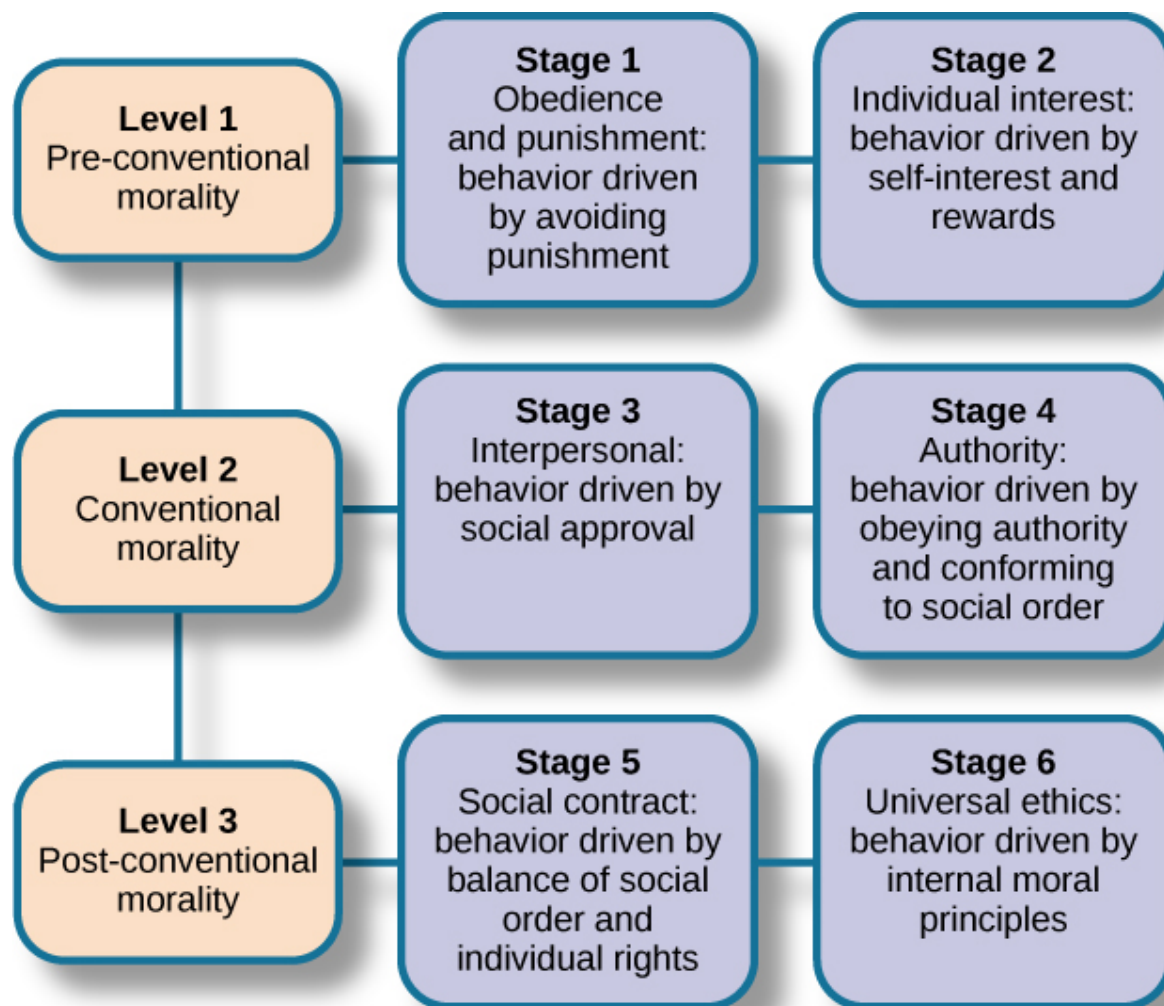 Level 1
Pre-conventional
morality
Stage 1
Obedience
and punishment:
behavior driven
by avoiding
punishment
Stage 2
Individual interest:
behavior driven by
self-interest and
rewards
Level 2
Conventional
morality
Stage 3
Interpersonal:
behavior driven by
social approval
Stage 4
Authority:
behavior driven by
obeying authority
and conforming
to social order
Level 3
Post-conventional
morality
Stage 5
Social contract:
behavior driven by
balance of social
order and
individual rights
Stage 6
Universal ethics:
behavior driven by
internal moral
principles